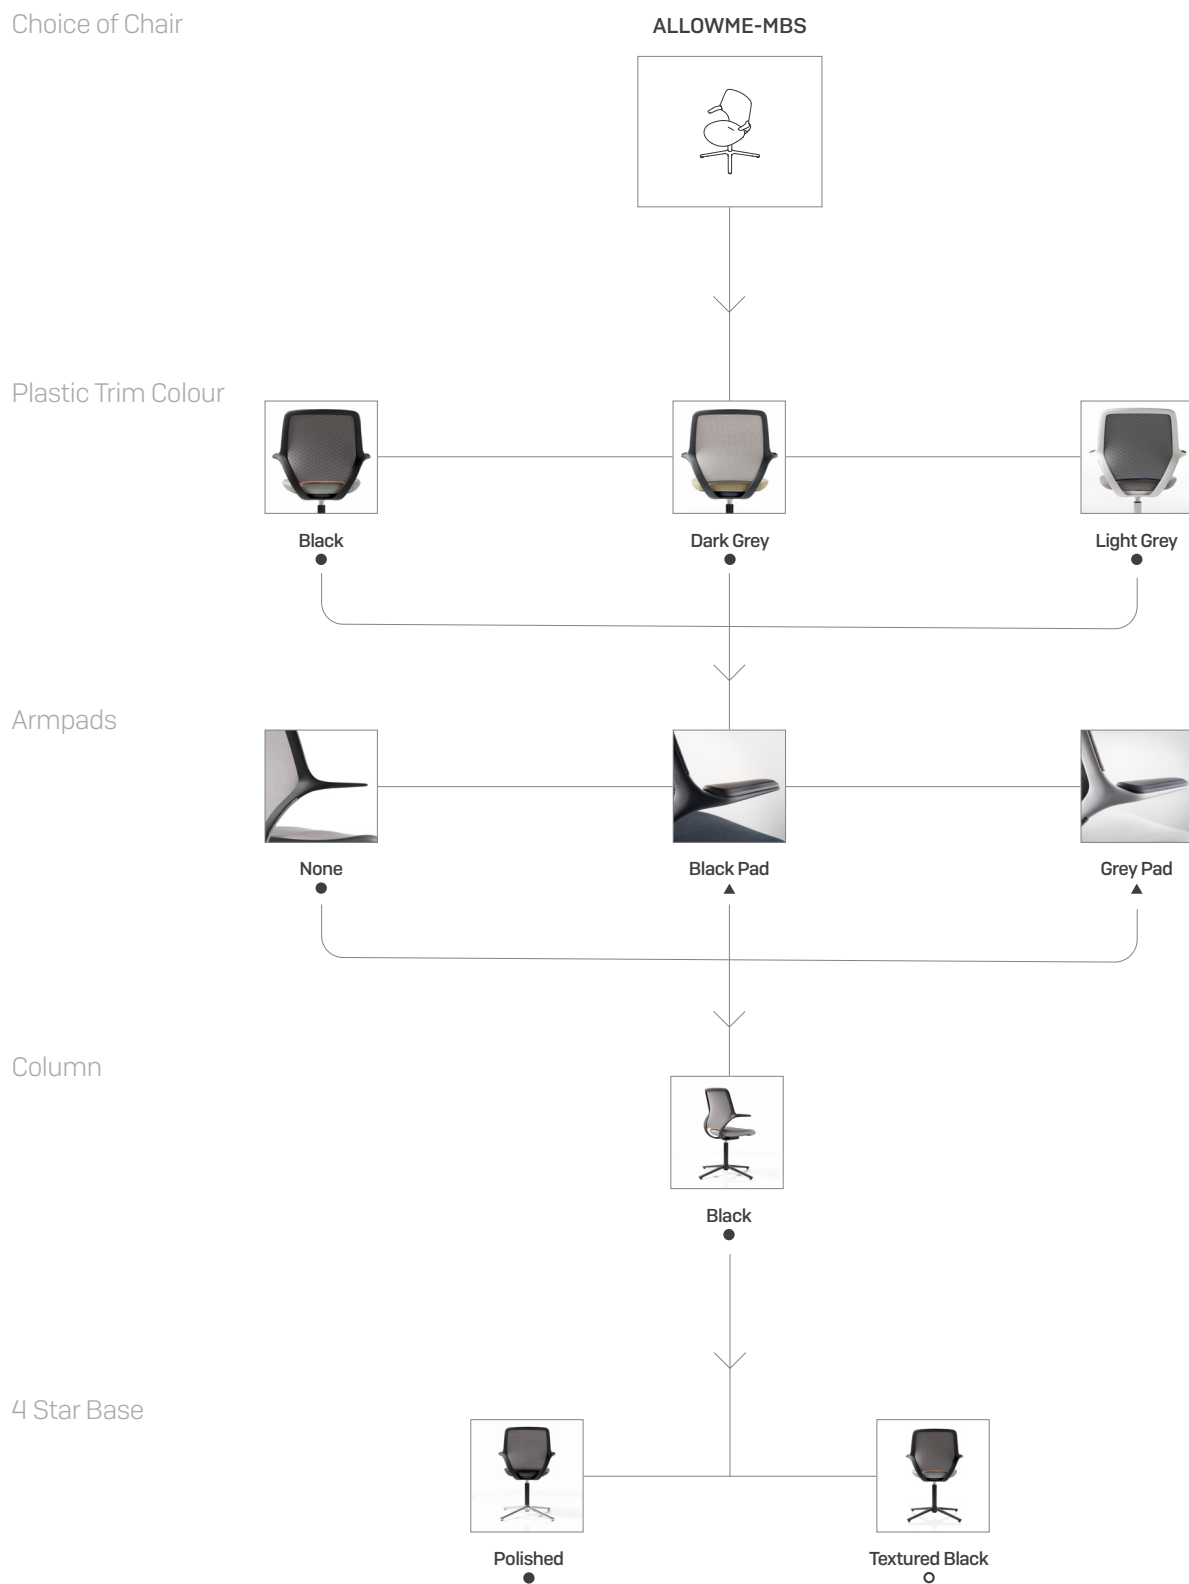 Choice of Chair
ALLOWME-MBS
Plastic Trim Colour
Black
Dark Grey
Light Grey
Armpads
None
Black Pad
Grey Pad
Column
Black
4 Star Base
Polished
Textured Black